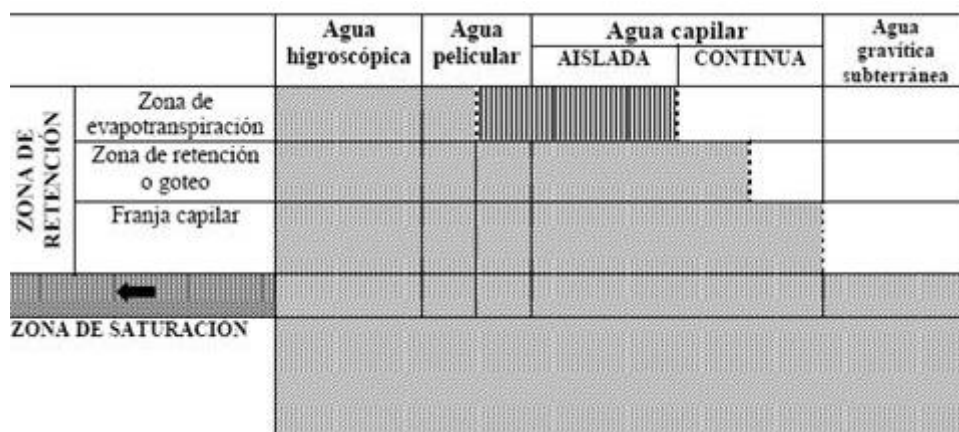 Agua
higroscópica
Agua
pelicular
Agua capilar
AISLADA
CONTINUA
Agua
gravítica
subterránea
ZONA DE
RETENCIÓN
Zona de
evapotranspiración
Zona de retención
o goteo
Franja capilar
ZONA DE SATURACIÓN